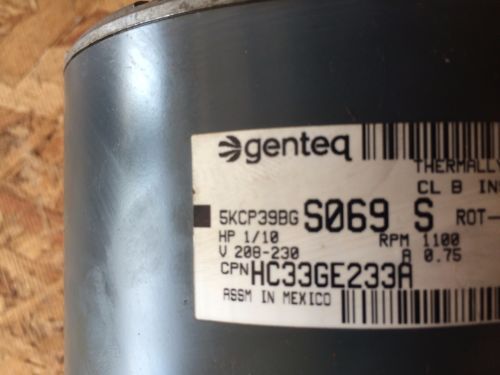 genteq
THERMALLY
CL B IN
5KCP39BG S069 S ROT-
HP 1/10 RPM 1100
V 208-230 A 0.75
CPN HC33GE233A
ASSM IN MEXICO